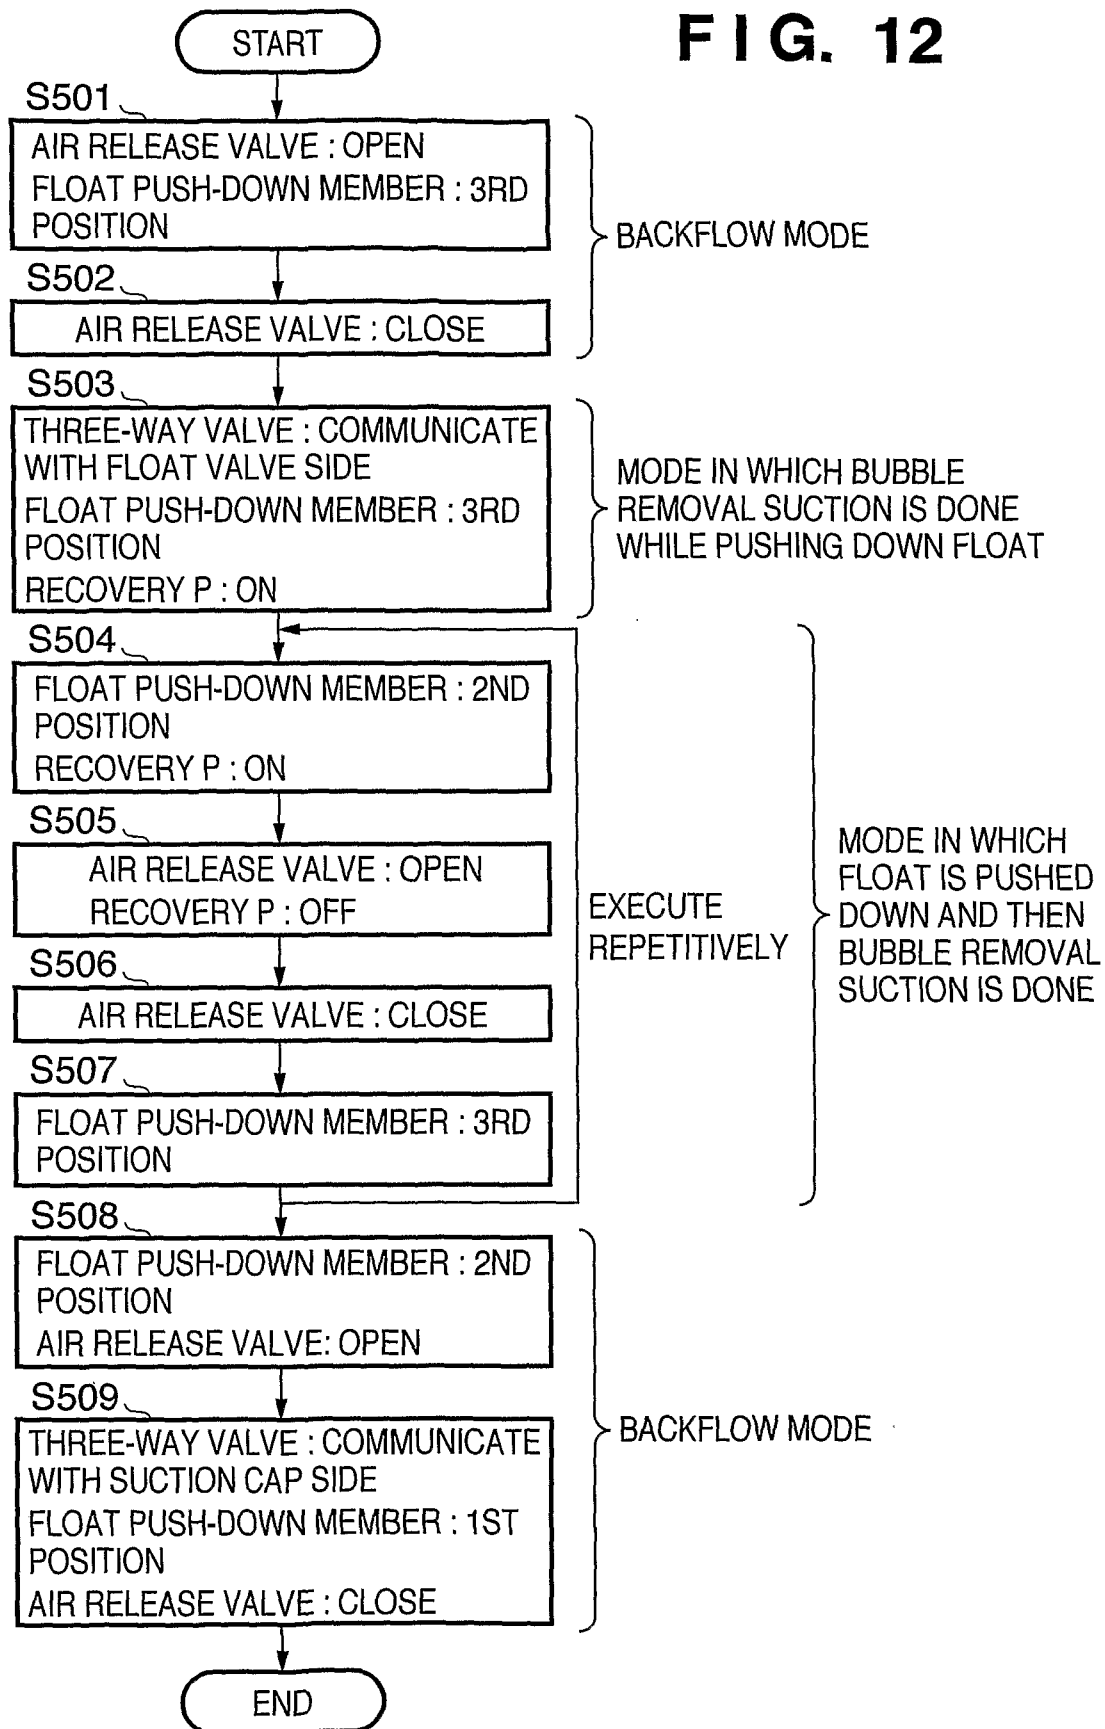 FIG. 12
START
S501
AIR RELEASE VALVE : OPEN
FLOAT PUSH-DOWN MEMBER : 3RD
POSITION
BACKFLOW MODE
S502
AIR RELEASE VALVE : CLOSE
S503
THREE-WAY VALVE : COMMUNICATE
WITH FLOAT VALVE SIDE
FLOAT PUSH-DOWN MEMBER : 3RD
POSITION
RECOVERY P : ON
MODE IN WHICH BUBBLE
REMOVAL SUCTION IS DONE
WHILE PUSHING DOWN FLOAT
S504
FLOAT PUSH-DOWN MEMBER : 2ND
POSITION
RECOVERY P : ON
S505
AIR RELEASE VALVE : OPEN
RECOVERY P : OFF
S506
AIR RELEASE VALVE : CLOSE
S507
FLOAT PUSH-DOWN MEMBER : 3RD
POSITION
EXECUTE
REPETITIVELY
MODE IN WHICH
FLOAT IS PUSHED
DOWN AND THEN
BUBBLE REMOVAL
SUCTION IS DONE
S508
FLOAT PUSH-DOWN MEMBER : 2ND
POSITION
AIR RELEASE VALVE: OPEN
S509
THREE-WAY VALVE : COMMUNICATE
WITH SUCTION CAP SIDE
FLOAT PUSH-DOWN MEMBER : 1ST
POSITION
AIR RELEASE VALVE : CLOSE
BACKFLOW MODE
END